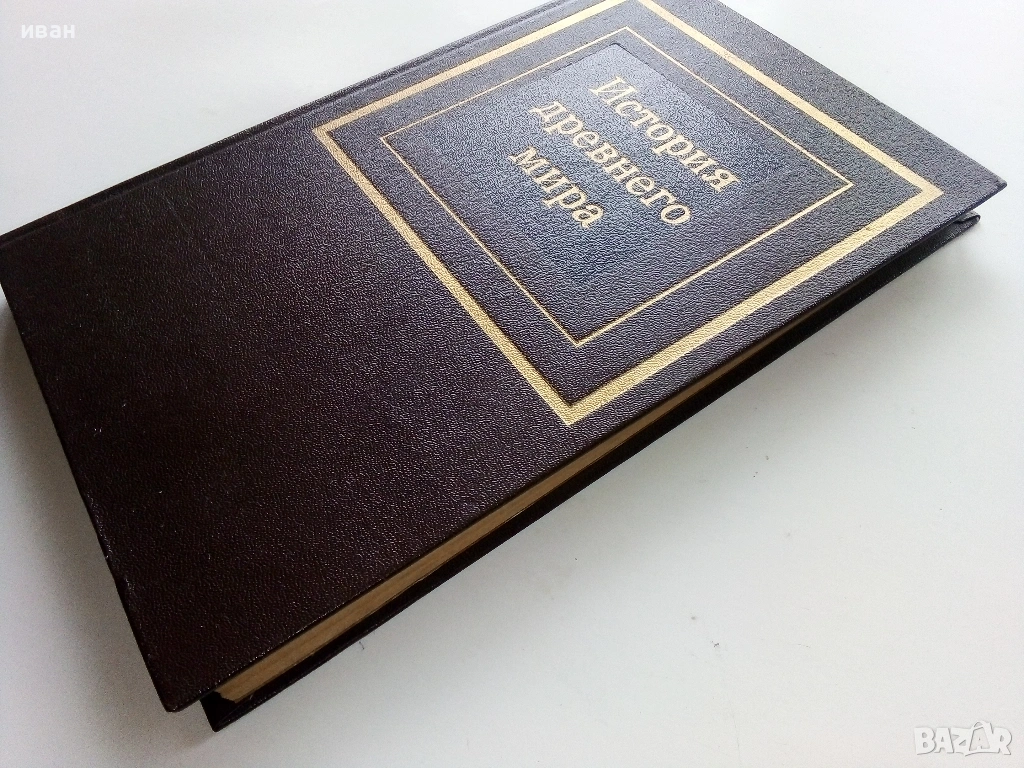 иван
История
древнего
мира
BAZAR